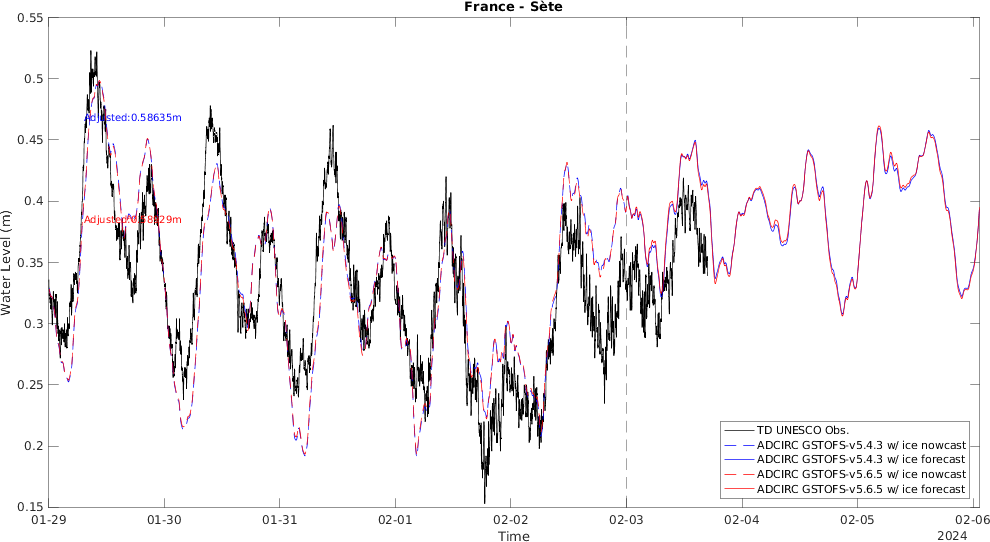 France - Sète
Water Level (m)
0.55
0.5
0.45
0.4
0.35
0.3
0.25
0.2
0.15
Adjusted:0.58635m
Adjusted:
01-29
01-30
01-31
02-01
02-02
02-03
02-04
02-05
02-06
Time
2024
TD UNESCO Obs.
ADCIRC GSTOFS-v5.4.3 w/ ice nowcast
ADCIRC GSTOFS-v5.4.3 w/ ice forecast
ADCIRC GSTOFS-v5.6.5 w/ ice nowcast
ADCIRC GSTOFS-v5.6.5 w/ ice forecast